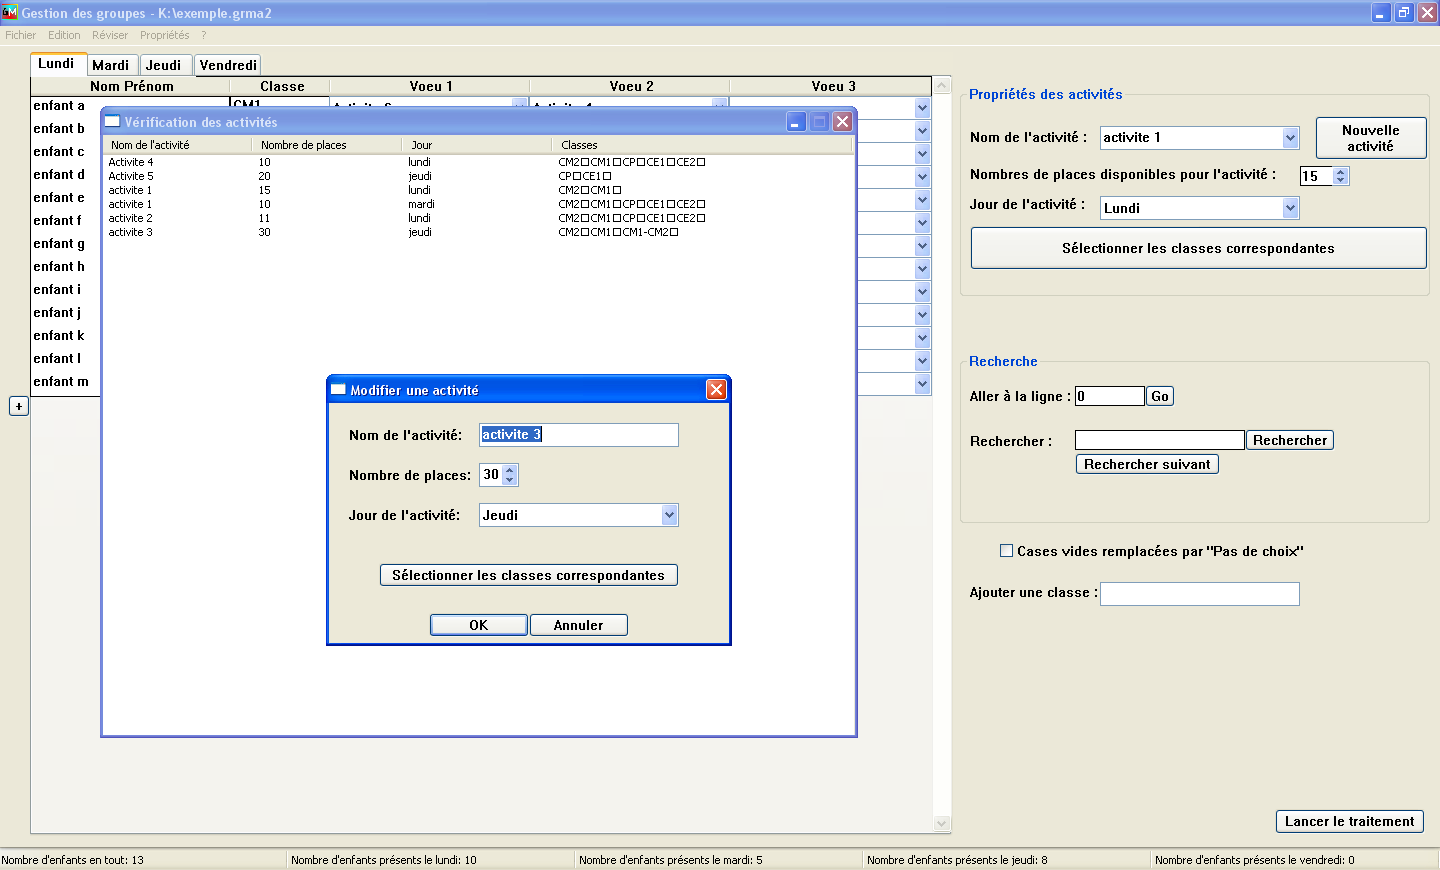 Gestion des groupes - K:\exemple.grma2
Fichier Edition Réviser Propriétés ?
Lundi Mardi Jeudi Vendredi
Nom Prénom Classe Voeu 1 Voeu 2 Voeu 3
enfant a CM1
enfant b
enfant c
enfant d
enfant e
enfant f
enfant g
enfant h
enfant i
enfant j
enfant k
enfant l
enfant m
+
Vérification des activités
Nom de l'activité Nombre de places Jour Classes
Activite 4 10 lundi CM2□CM1□CP□CE1□CE2□
Activite 5 20 jeudi CP□CE1□
activite 1 15 lundi CM2□CM1□
activite 1 10 mardi CM2□CM1□CP□CE1□CE2□
activite 2 11 lundi CM2□CM1□CP□CE1□CE2□
activite 3 30 jeudi CM2□CM1□CM1-CM2□
Modifier une activité
Nom de l'activité: activite 3
Nombre de places: 30
Jour de l'activité: Jeudi
Sélectionner les classes correspondantes
OK Annuler
Propriétés des activités
Nom de l'activité : activite 1
Nouvelle
activité
Nombres de places disponibles pour l'activité : 15
Jour de l'activité : Lundi
Sélectionner les classes correspondantes
Recherche
Aller à la ligne : 0 Go
Rechercher : Rechercher
Rechercher suivant
Cases vides remplacées par "Pas de choix"
Ajouter une classe :
Lancer le traitement
Nombre d'enfants en tout: 13 Nombre d'enfants présents le lundi: 10 Nombre d'enfants présents le mardi: 5 Nombre d'enfants présents le jeudi: 8 Nombre d'enfants présents le vendredi: 0